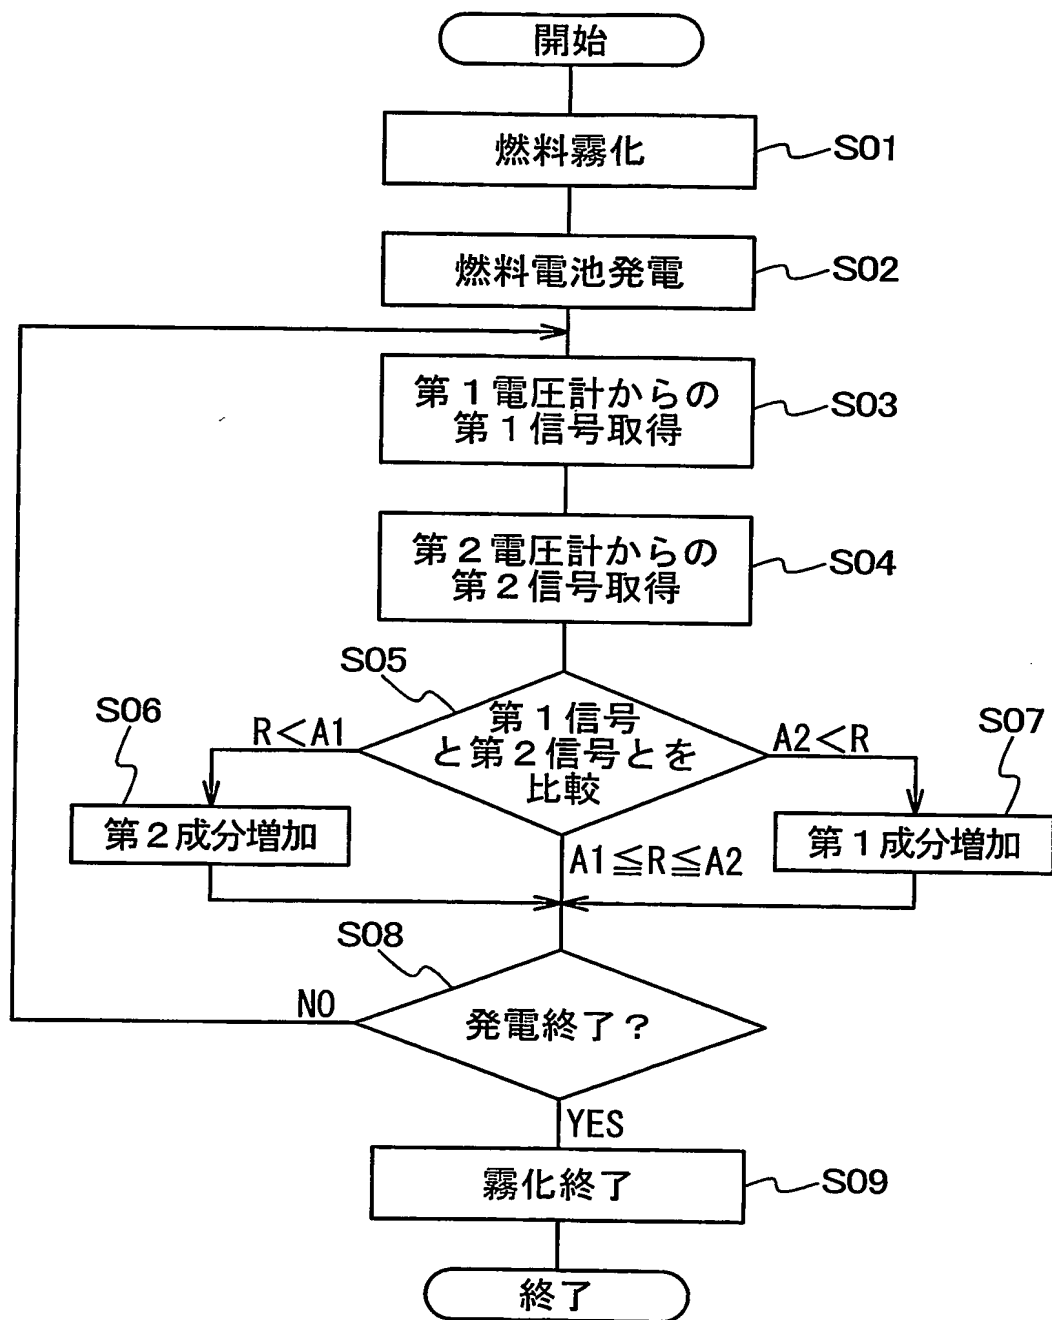 開始
燃料霧化
S01
燃料電池発電
S02
第1電圧計からの
第1信号取得
S03
第2電圧計からの
第2信号取得
S04
S05
第1信号
と第2信号とを
比較
R<A1
A2<R
S06
第2成分増加
S07
第1成分増加
A1≦R≦A2
S08
発電終了?
NO
YES
霧化終了
S09
終了